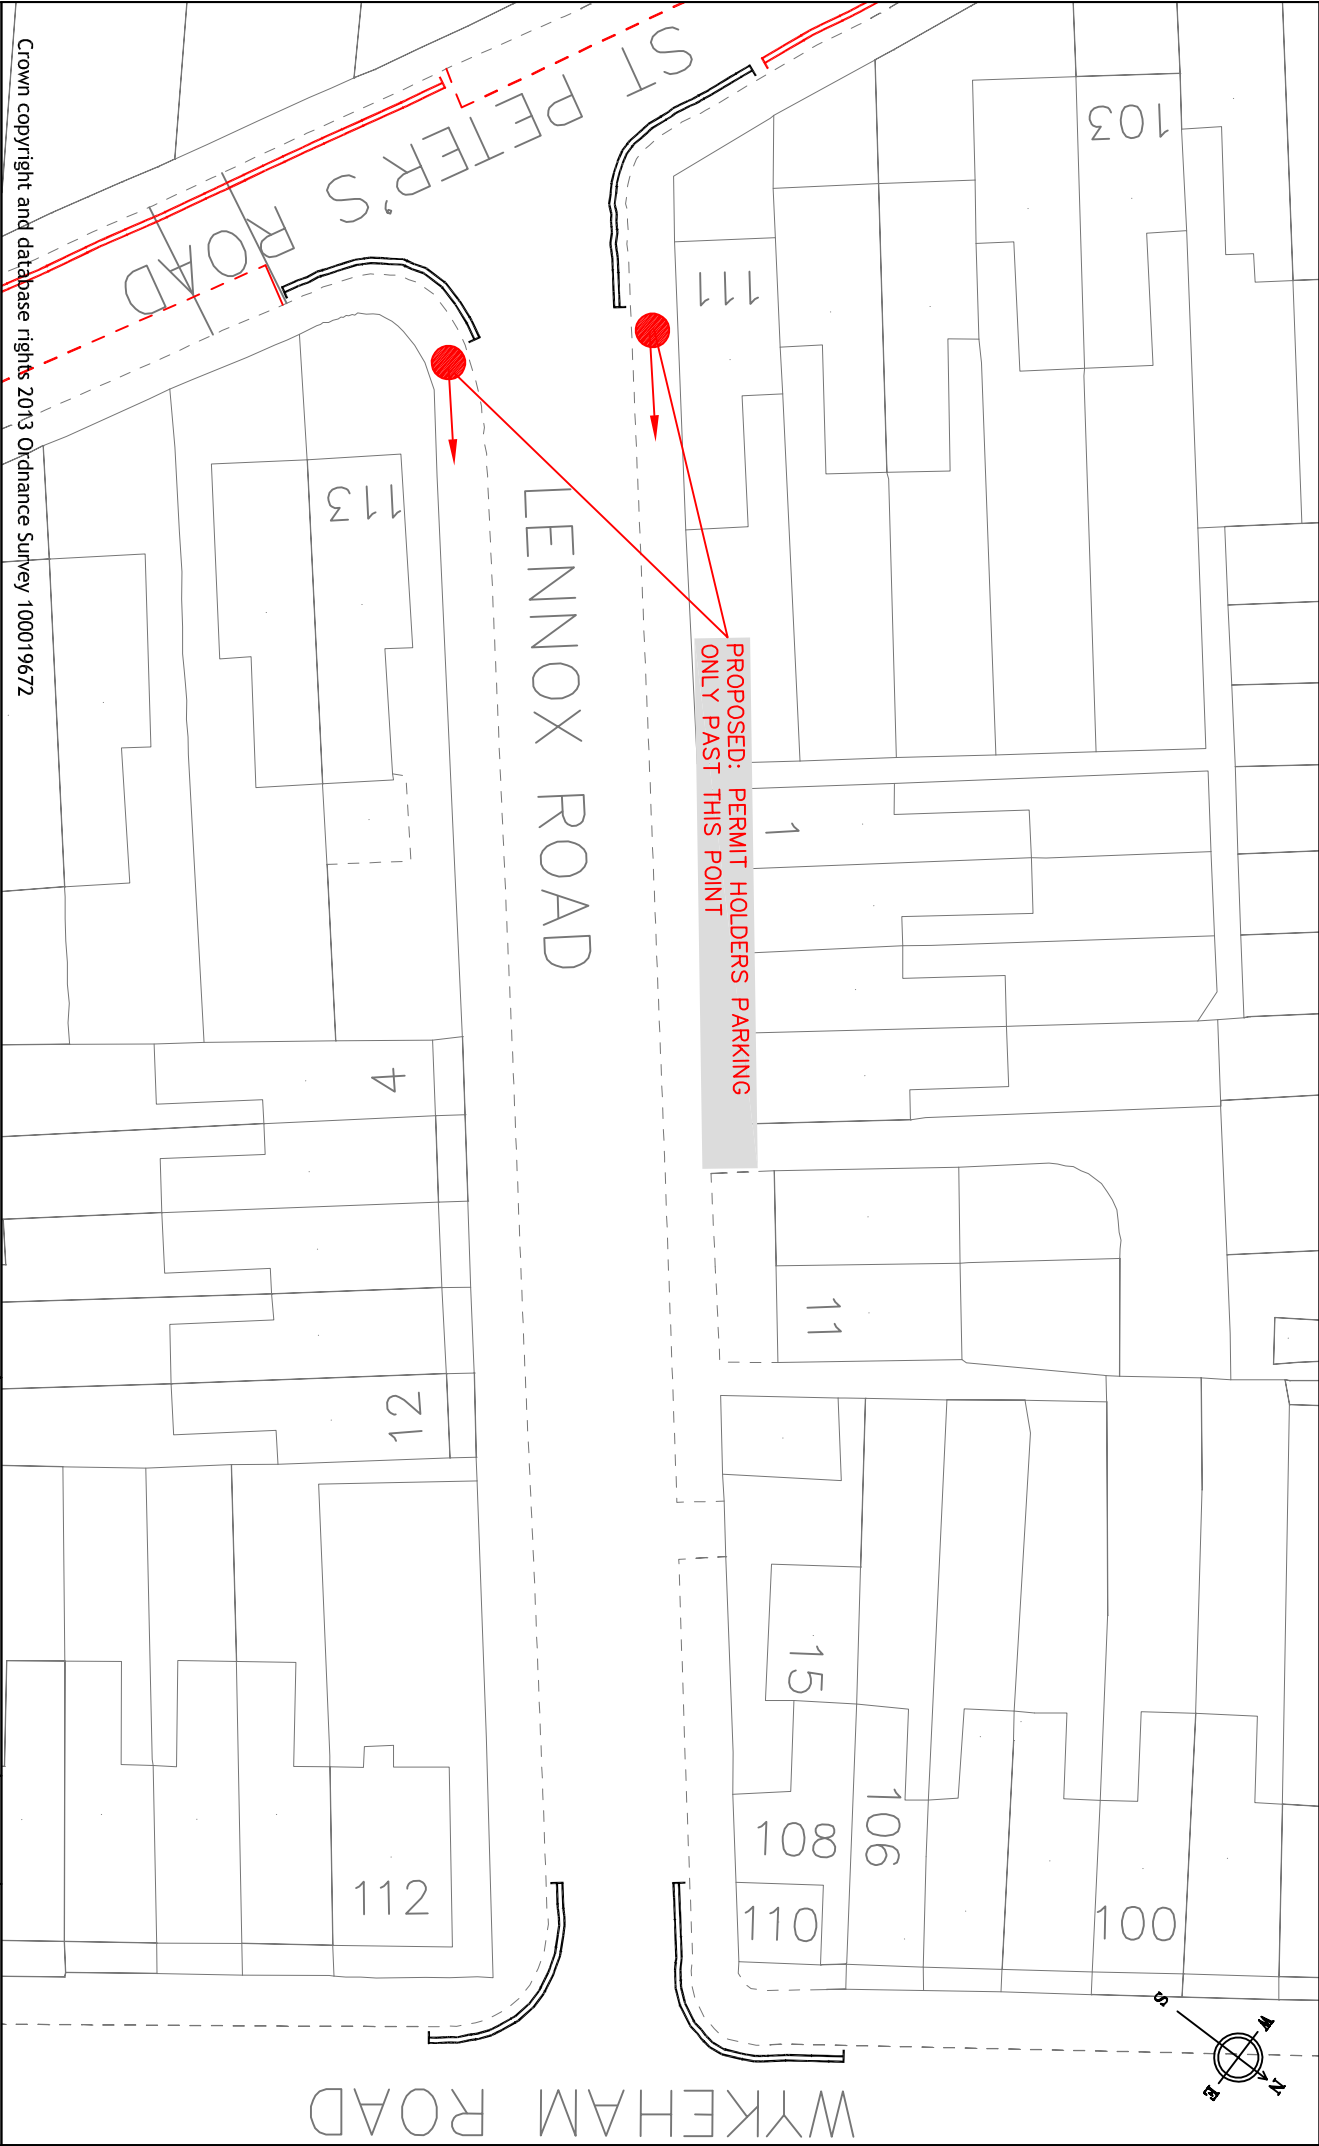 ST PETER'S ROAD
103
111
113
LENNOX ROAD
PROPOSED: PERMIT HOLDERS PARKING
ONLY PAST THIS POINT
1
4
11
12
15
106
108
110
112
100
S
W
N
E
WYKEHAM ROAD
Crown copyright and database rights 2013 Ordnance Survey 100019672